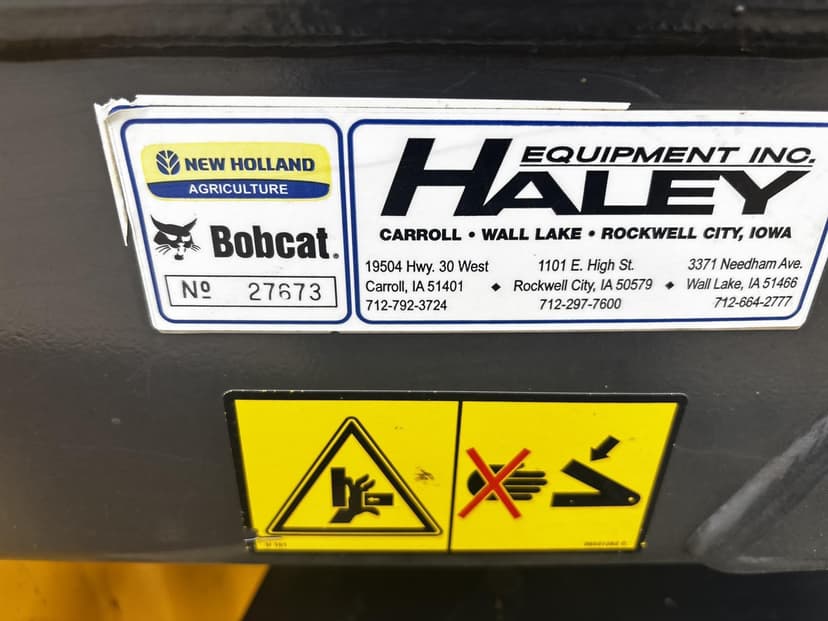 NEW HOLLAND
AGRICULTURE
Bobcat.
Nº 27673
EQUIPMENT INC.
HALEY
CARROLL • WALL LAKE • ROCKWELL CITY, IOWA
19504 Hwy. 30 West
Carroll, IA 51401
712-792-3724
◆
1101 E. High St.
Rockwell City, IA 50579
712-297-7600
◆
3371 Needham Ave.
Wall Lake, IA 51466
712-664-2777